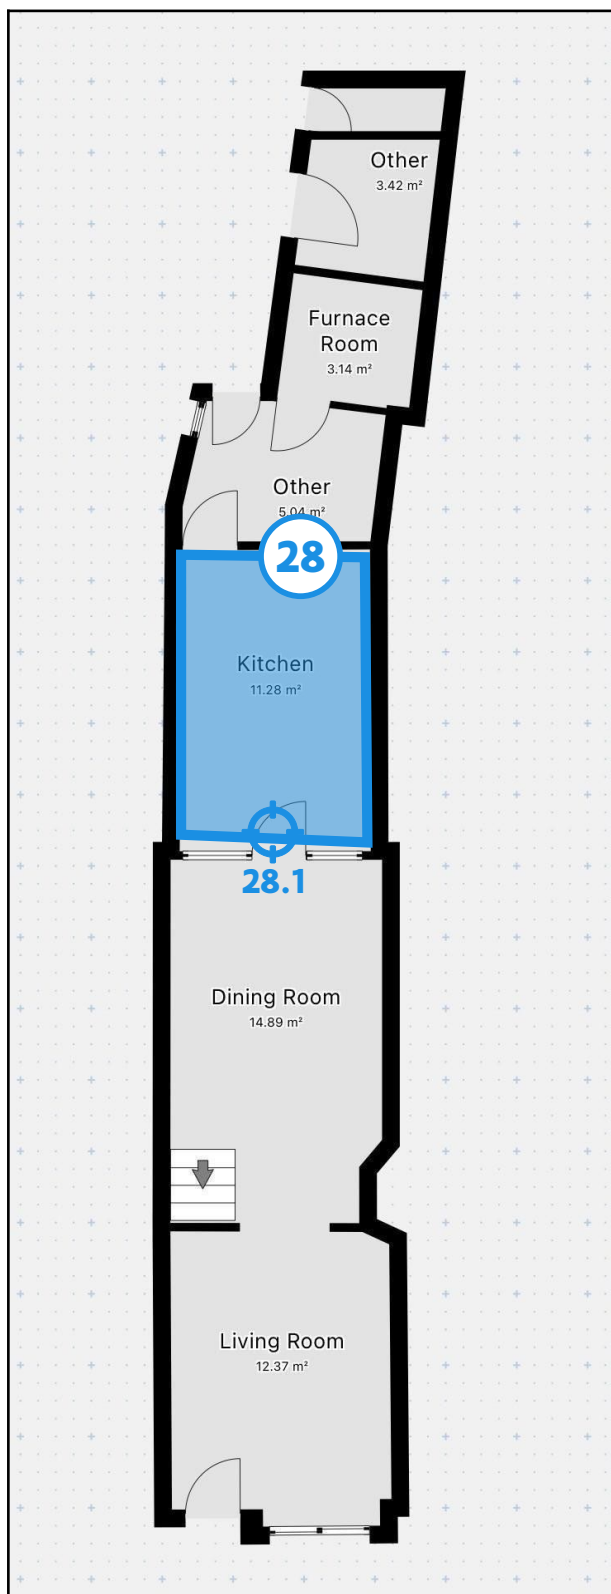 Other
3.42 m²
Furnace
Room
3.14 m²
Other
5.04 m²
28
Kitchen
11.28 m²
28.1
Dining Room
14.89 m²
Living Room
12.37 m²